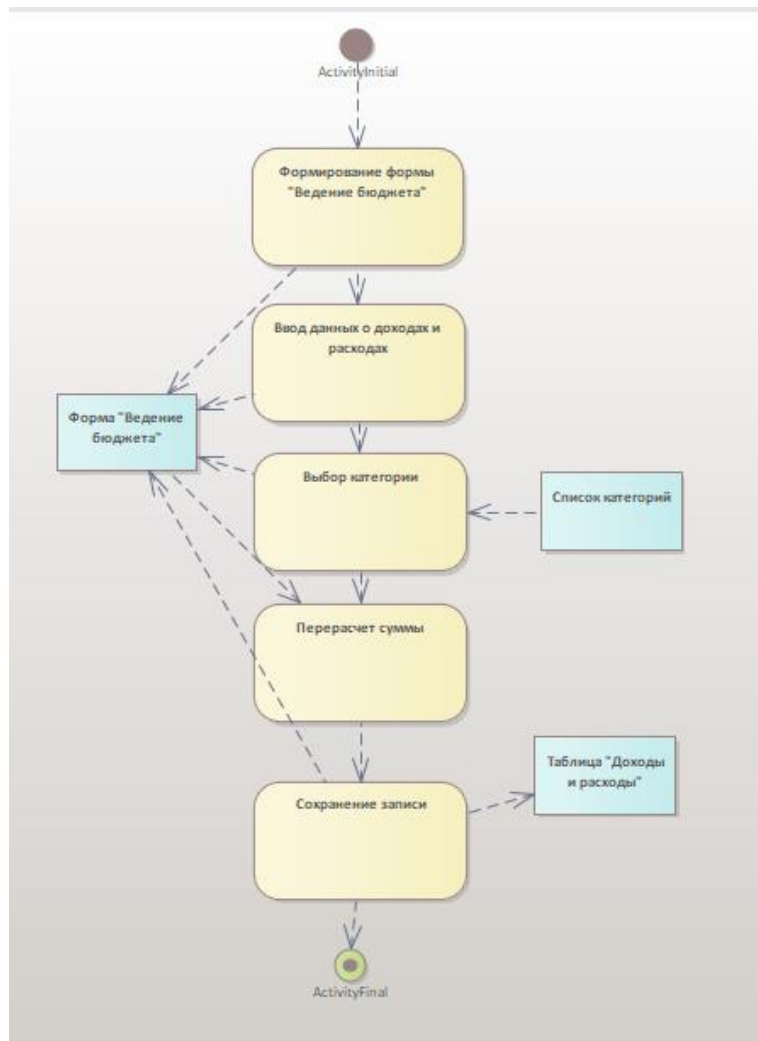 ActivityInitial
Формирование формы
"Ведение бюджета"
Ввод данных о доходах и
расходах
Форма "Ведение
бюджета"
Выбор категории
Список категорий
Перерасчет суммы
Таблица "Доходы
и расходы"
Сохранение записи
ActivityFinal